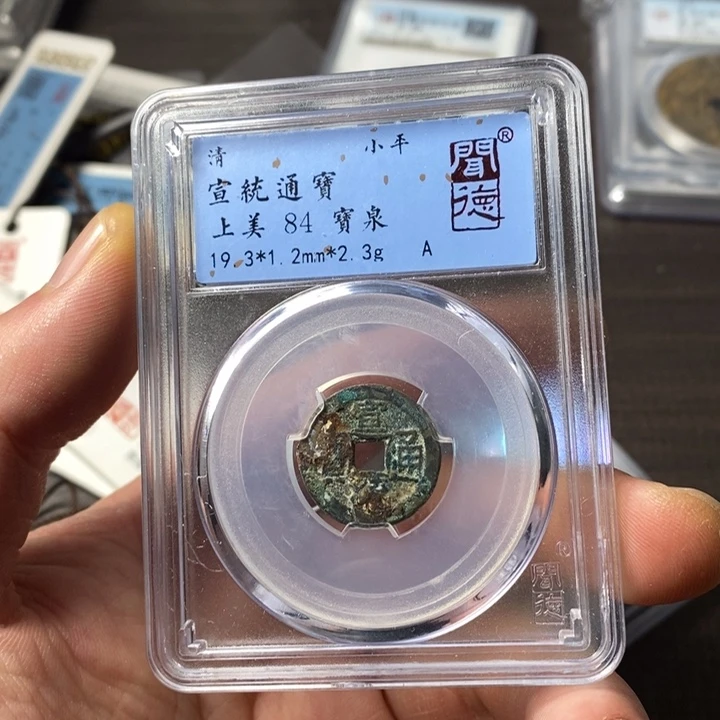 清 小平
宣統通寶
上美 84 寶泉
19.3*1.2mm*2.3g A
聞德®
宣
通
聞德®